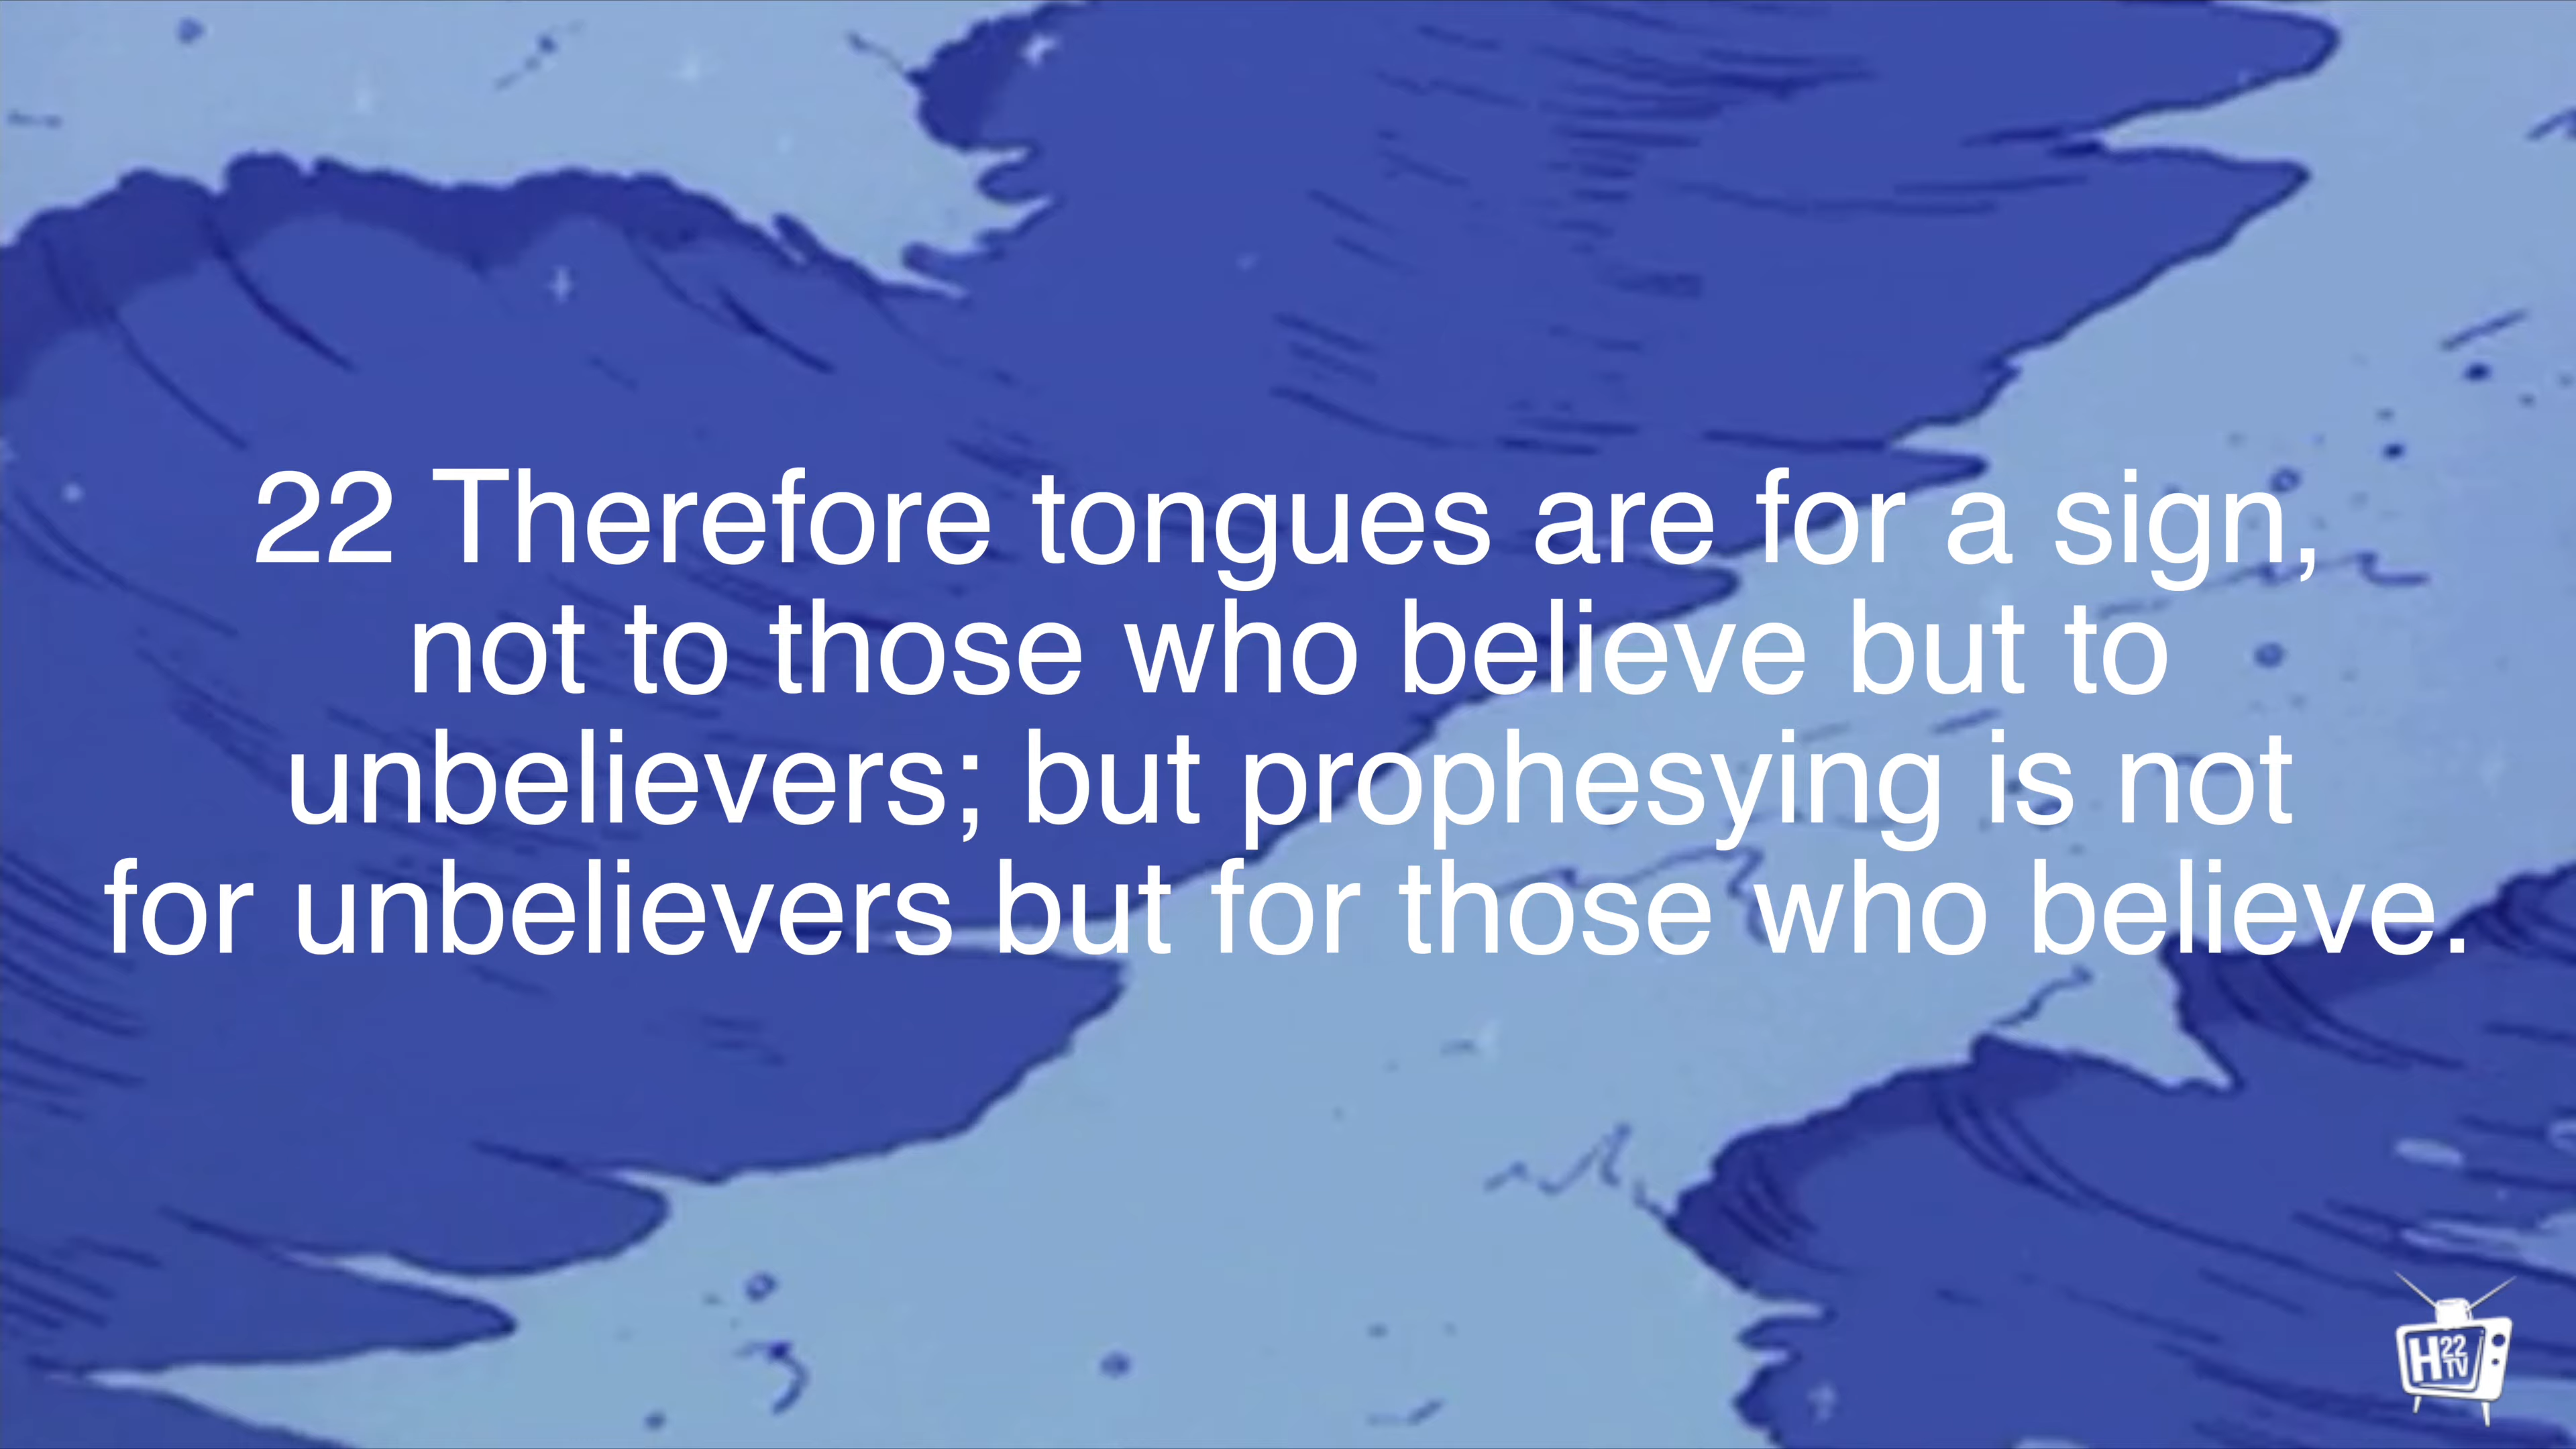 22 Therefore tongues are for a sign,
not to those who believe but to
unbelievers; but prophesying is not
for unbelievers but for those who believe.
H 22
TV